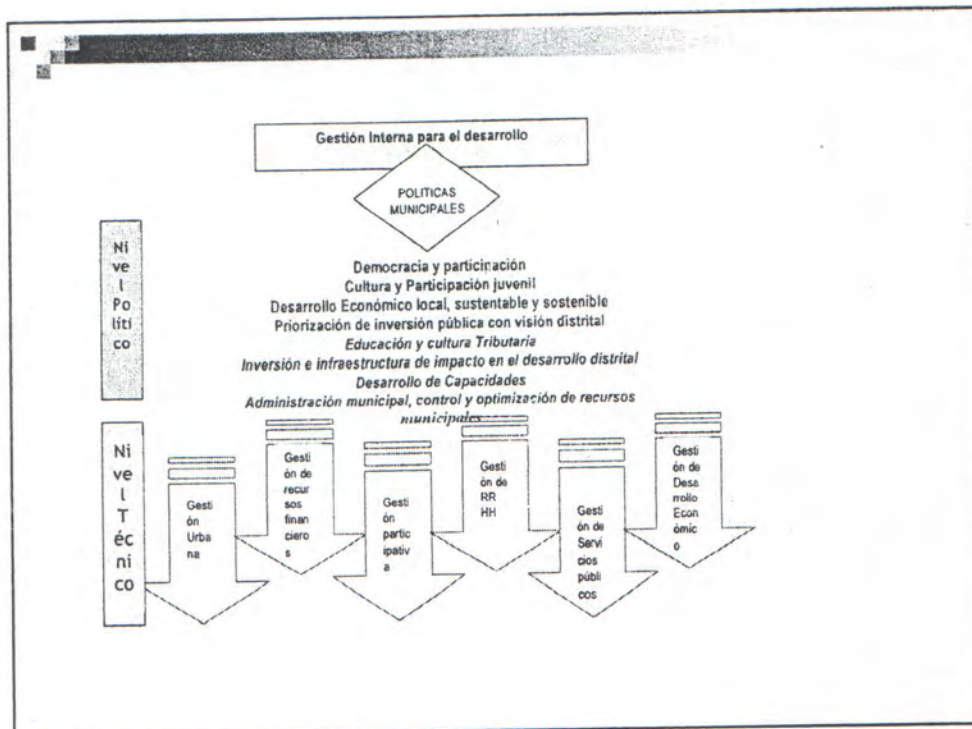 Gestión Interna para el desarrollo
POLITICAS
MUNICIPALES
Ni
ve
l
Po
líti
co
Democracia y participación
Cultura y Participación juvenil
Desarrollo Económico local, sustentable y sostenible
Priorización de inversión pública con visión distrital
Educación y cultura Tributaria
Inversión e infraestructura de impacto en el desarrollo distrital
Desarrollo de Capacidades
Administración municipal, control y optimización de recursos
municipales
Ni
ve
l
T
écni
co
Gesti
ón
Urba
na
Gesti
ón de
recur
sos
finan
ciero
s
Gesti
ón
partic
ipativ
a
Gesti
ón de
RR
HH
Gesti
ón de
Servi
cios
públi
cos
Gesti
ón de
Desa
rrollo
Econ
ómic
o